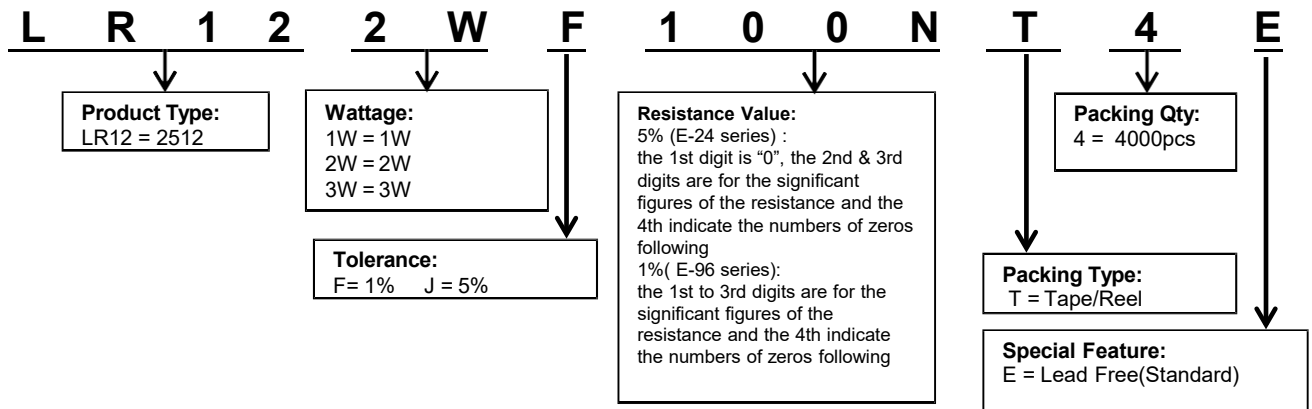 L R 1 2 2 W F 1 0 0 N T 4 E
Product Type:
LR12 = 2512
Wattage:
1W = 1W
2W = 2W
3W = 3W
Tolerance:
F= 1% J = 5%
Resistance Value:
5% (E-24 series) :
the 1st digit is “0”, the 2nd & 3rd
digits are for the significant
figures of the resistance and the
4th indicate the numbers of zeros
following
1%( E-96 series):
the 1st to 3rd digits are for the
significant figures of the
resistance and the 4th indicate
the numbers of zeros following
Packing Qty:
4 = 4000pcs
Packing Type:
T = Tape/Reel
Special Feature:
E = Lead Free(Standard)